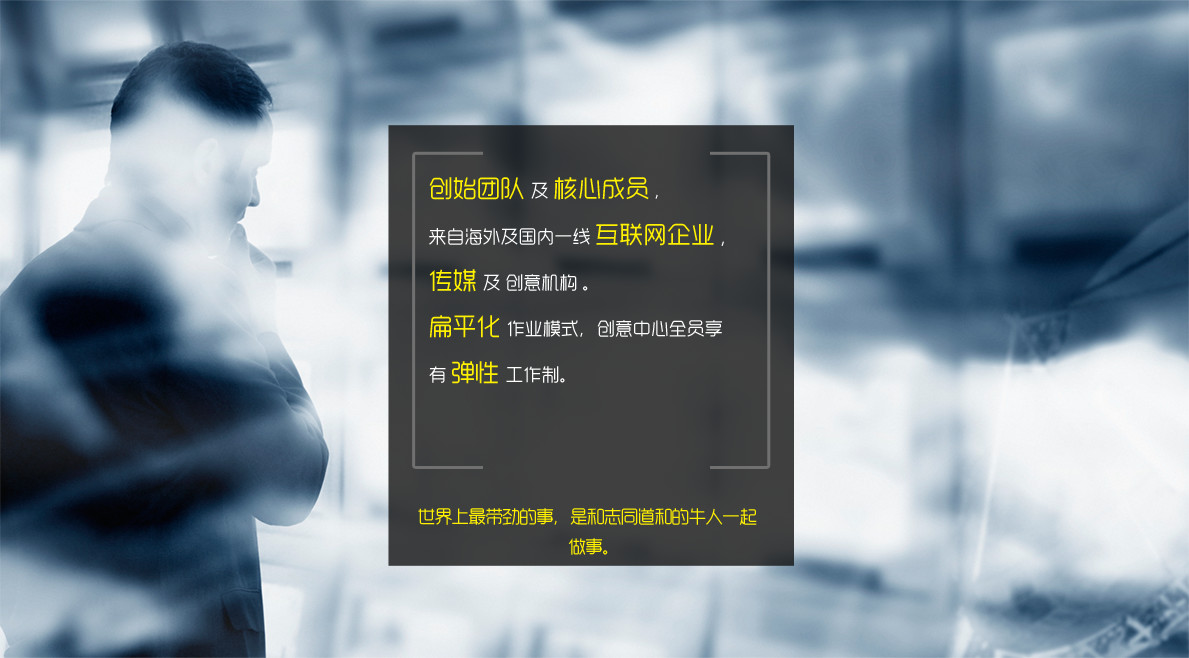 创始团队 及 核心成员 ,
来自海外及国内一线 互联网企业 ,
传媒 及 创意机构 。
扁平化 作业模式, 创意中心全员享
有 弹性 工作制。
世界上最带劲的事, 是和志同道和的牛人一起
做事。